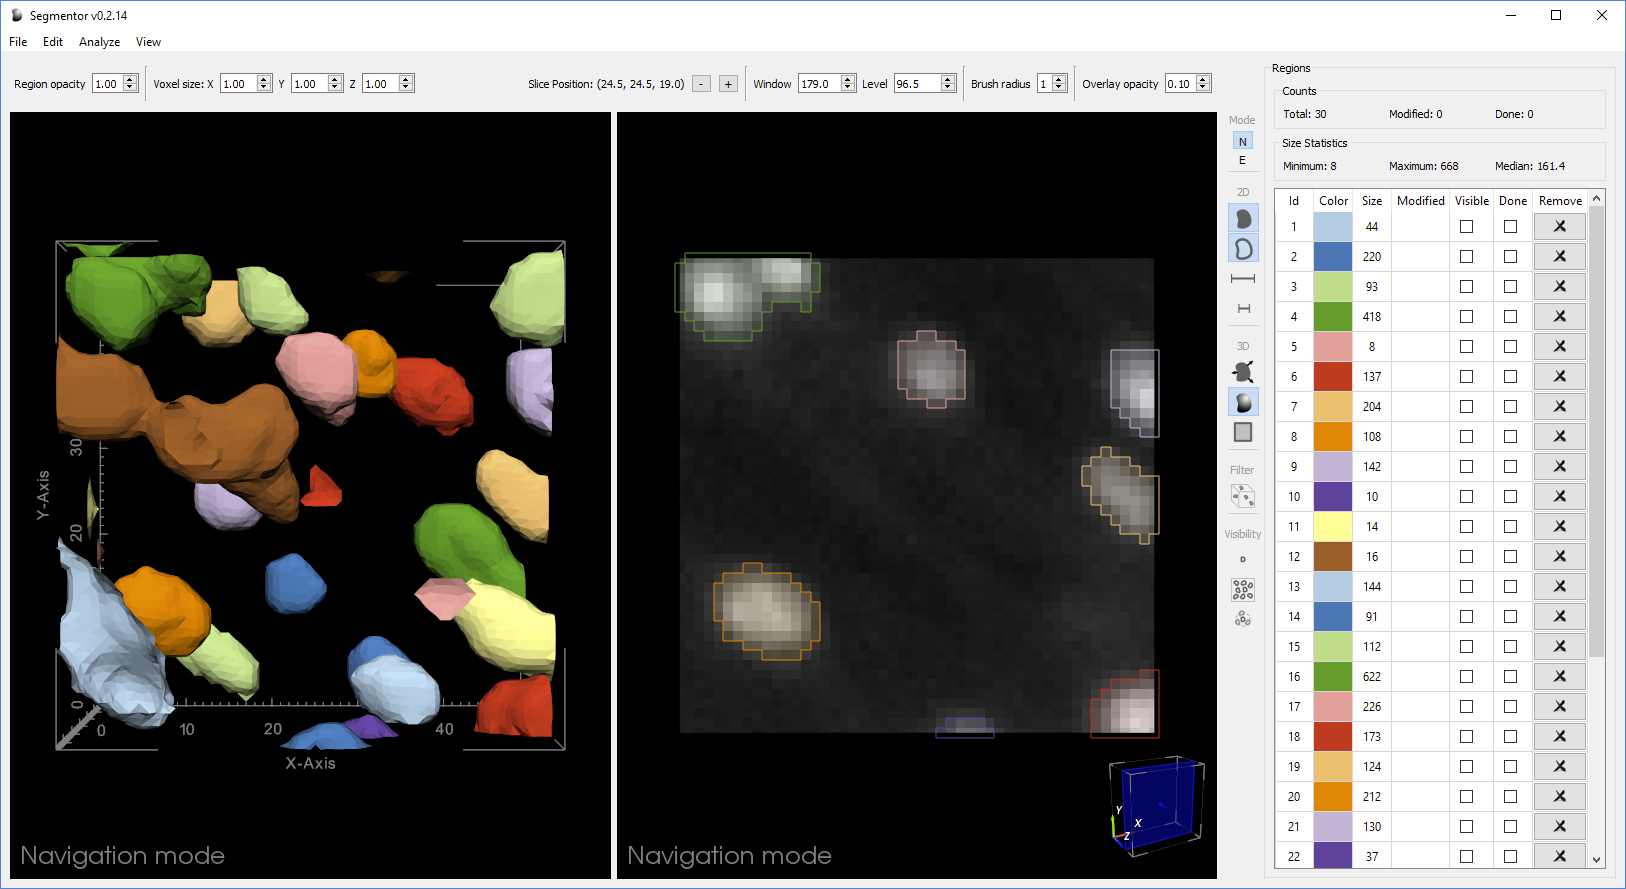 Segmentor v0.2.14
File Edit Analyze View
Region opacity 1.00 Voxel size: X 1.00 Y 1.00 Z 1.00 Slice Position: (24.5, 24.5, 19.0) - + Window 179.0 Level 96.5 Brush radius 1 Overlay opacity 0.10
Regions
Counts
Total: 30 Modified: 0 Done: 0
Size Statistics
Minimum: 8 Maximum: 668 Median: 161.4
Mode
N
E
2D
3D
Filter
Visibility
Id Color Size Modified Visible Done Remove
1 44
2 220
3 93
4 418
5 8
6 137
7 204
8 108
9 142
10 10
11 14
12 16
13 144
14 91
15 112
16 622
17 226
18 173
19 124
20 212
21 130
22 37
Y-Axis
30
20
0
0 10 20 40
X-Axis
Navigation mode
Y
X
Z
Navigation mode